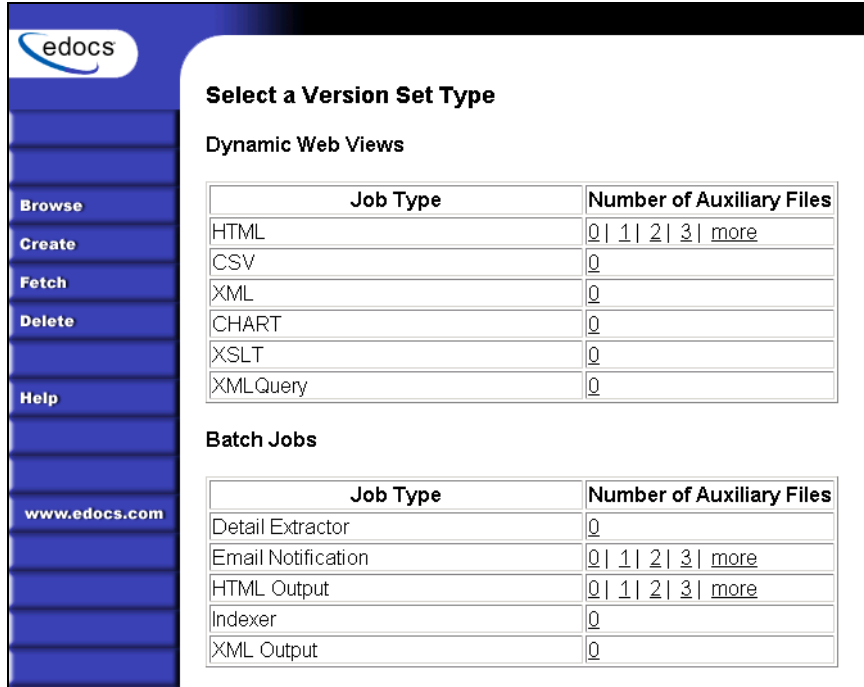 edocs
Browse
Create
Fetch
Delete
Help
www.edocs.com
Select a Version Set Type
Dynamic Web Views
Job Type Number of Auxiliary Files
HTML 0 | 1 | 2 | 3 | more
CSV 0
XML 0
CHART 0
XSLT 0
XMLQuery 0
Batch Jobs
Job Type Number of Auxiliary Files
Detail Extractor 0
Email Notification 0 | 1 | 2 | 3 | more
HTML Output 0 | 1 | 2 | 3 | more
Indexer 0
XML Output 0